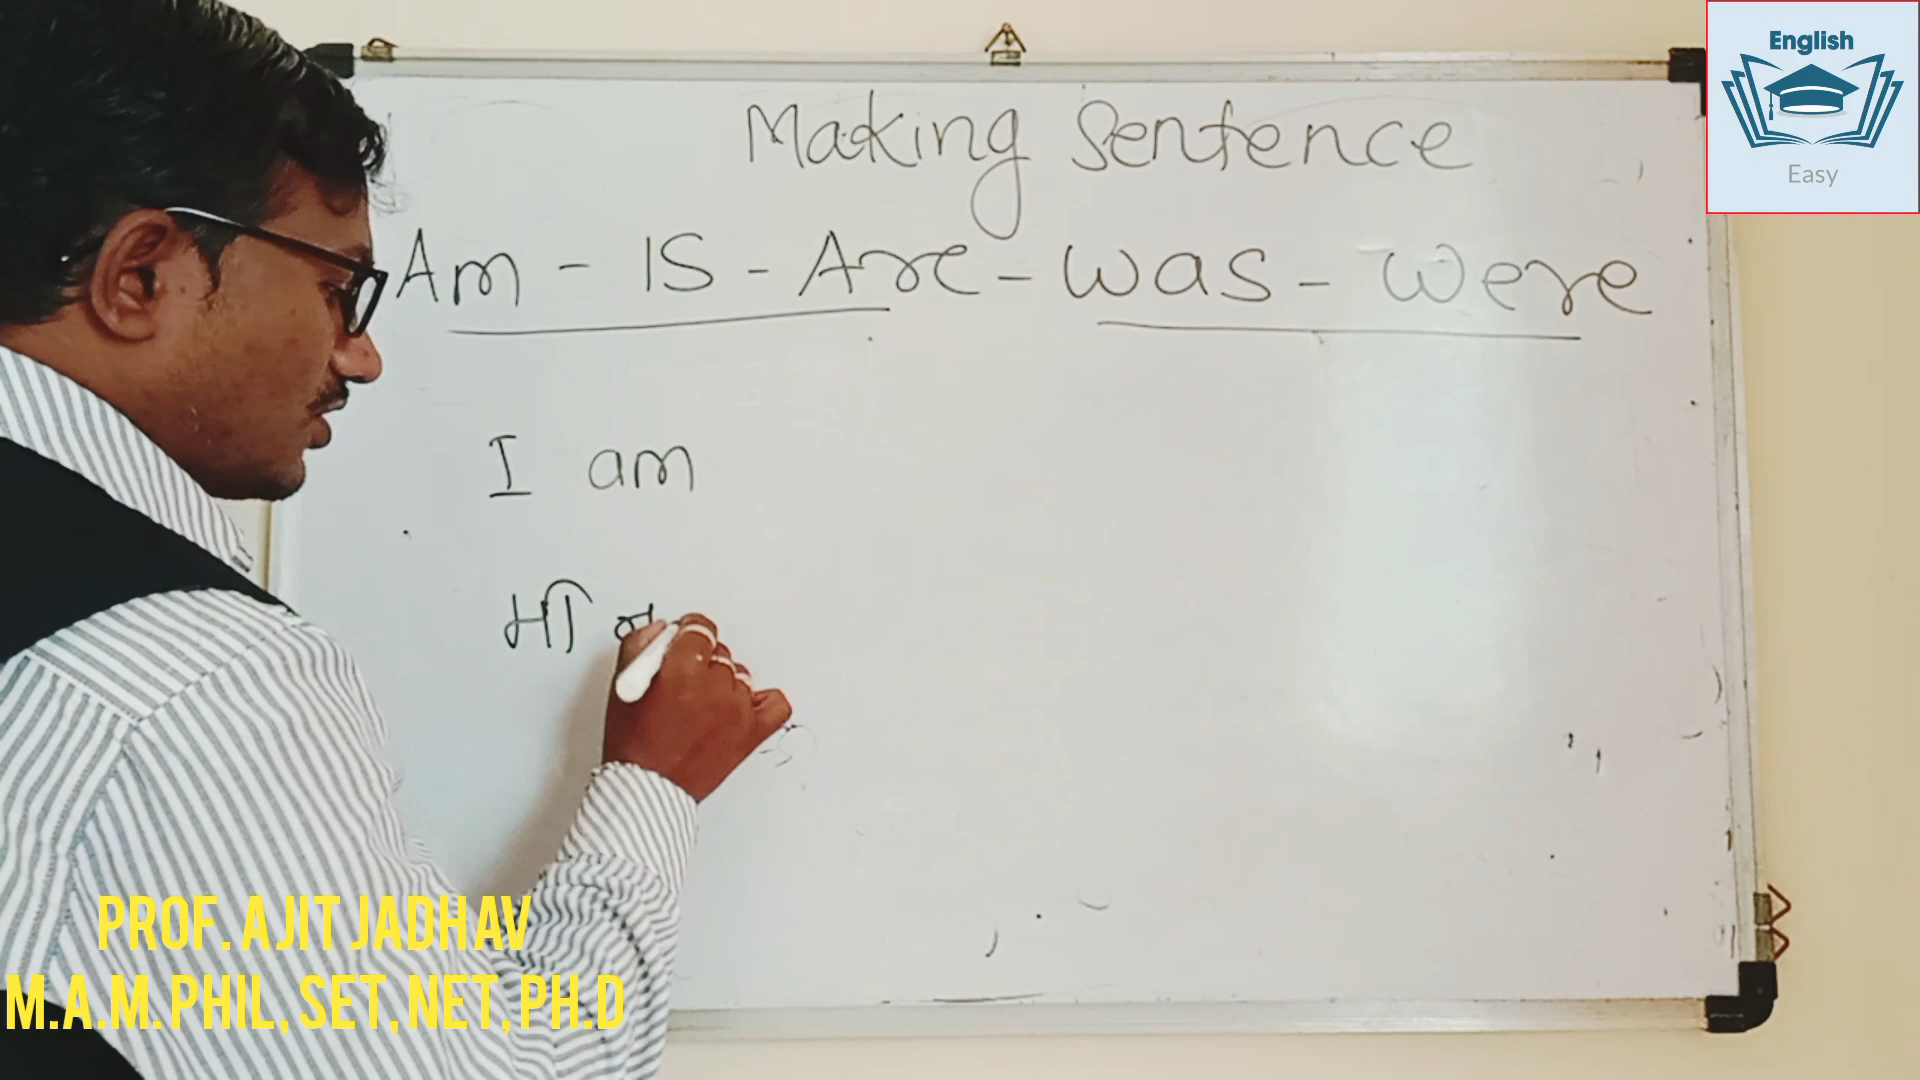 English
Easy
Making Sentence
Am - IS - Are - Was - Were
I am
मी
PROF. AJIT JADHAV
M.A.M. PHIL, SET, NET, PH.D